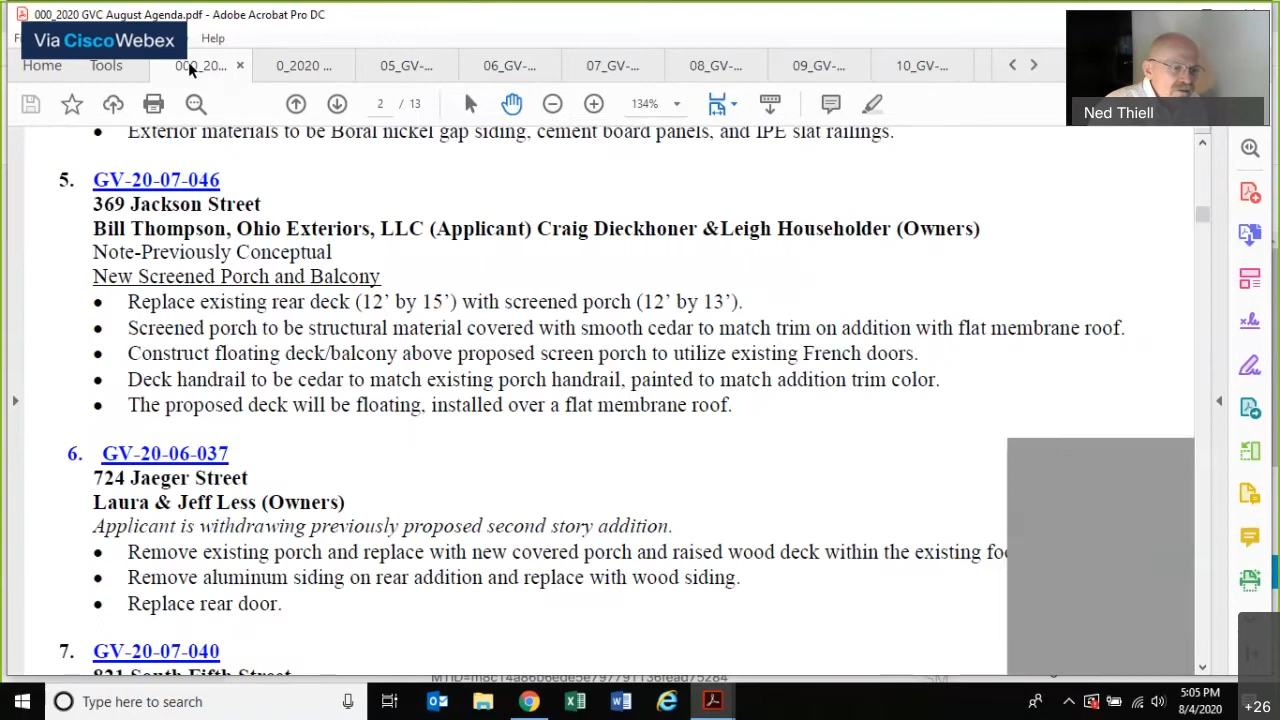 000_2020 GVC August Agenda.pdf - Adobe Acrobat Pro DC
Via Cisco Webex
Help
Home
Tools
000_20...
0_2020 ...
05_GV-...
06_GV-...
07_GV-...
08_GV-...
09_GV-...
10_GV-...
2 / 13
134%
Ned Thiell
• Exterior materials to be Boral nickel gap siding, cement board panels, and IPE slat railings.
5. GV-20-07-046
369 Jackson Street
Bill Thompson, Ohio Exteriors, LLC (Applicant) Craig Dieckhoner &Leigh Householder (Owners)
Note-Previously Conceptual
New Screened Porch and Balcony
• Replace existing rear deck (12’ by 15’) with screened porch (12’ by 13’).
• Screened porch to be structural material covered with smooth cedar to match trim on addition with flat membrane roof.
• Construct floating deck/balcony above proposed screen porch to utilize existing French doors.
• Deck handrail to be cedar to match existing porch handrail, painted to match addition trim color.
• The proposed deck will be floating, installed over a flat membrane roof.
6. GV-20-06-037
724 Jaeger Street
Laura & Jeff Less (Owners)
Applicant is withdrawing previously proposed second story addition.
• Remove existing porch and replace with new covered porch and raised wood deck within the existing
• Remove aluminum siding on rear addition and replace with wood siding.
• Replace rear door.
7. GV-20-07-040
821 South Fifth Street
Type here to search
5:05 PM
8/4/2020
+26